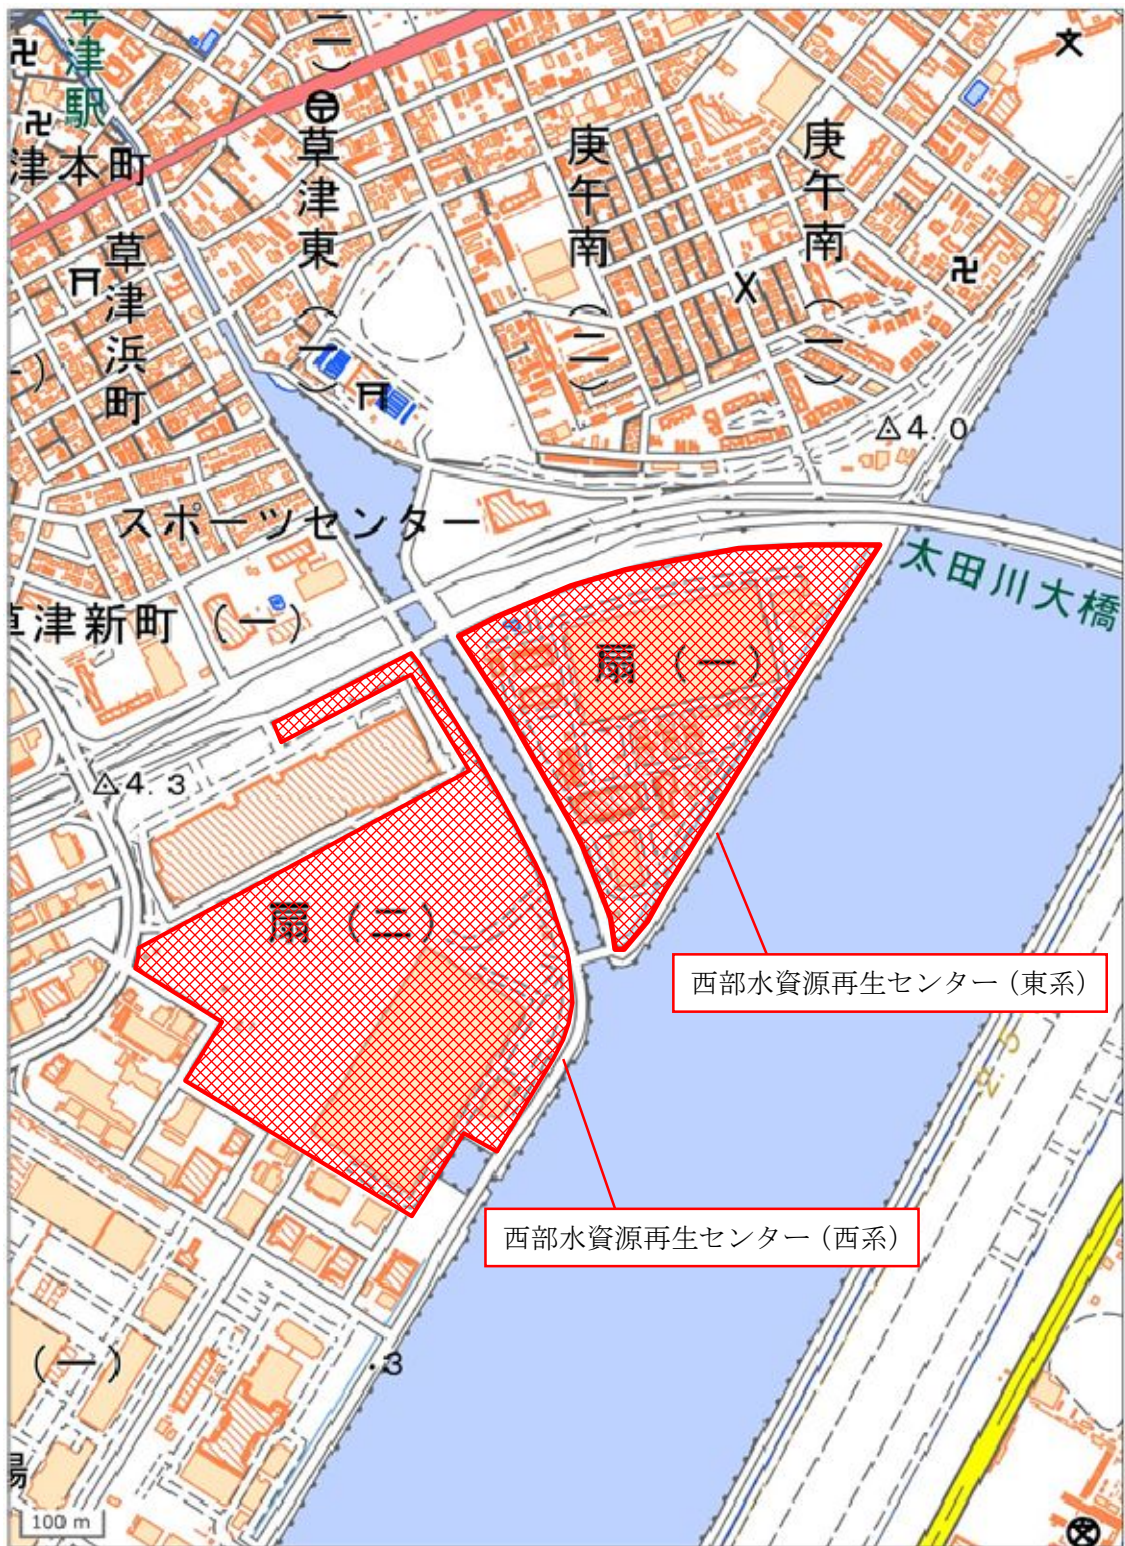 草津駅
津本町
草津浜町
草津東（一）
二）
庚午南（二）
庚午南（一）
4.0
スポーツセンター
太田川大橋
草津新町（一）
扇（一）
4.3
扇（二）
西部水資源再生センター（東系）
2.5
西部水資源再生センター（西系）
（一）
.3
場
100 m